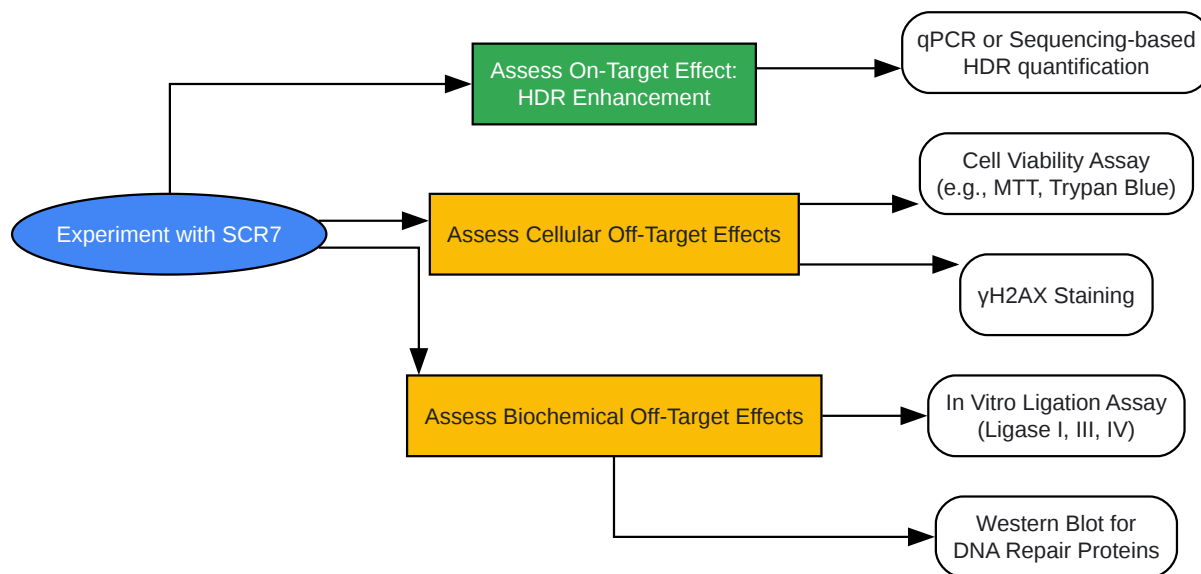 Experiment with SCR7
Assess On-Target Effect:
HDR Enhancement
qPCR or Sequencing-based
HDR quantification
Assess Cellular Off-Target Effects
Cell Viability Assay
(e.g., MTT, Trypan Blue)
γH2AX Staining
Assess Biochemical Off-Target Effects
In Vitro Ligation Assay
(Ligase I, III, IV)
Western Blot for
DNA Repair Proteins